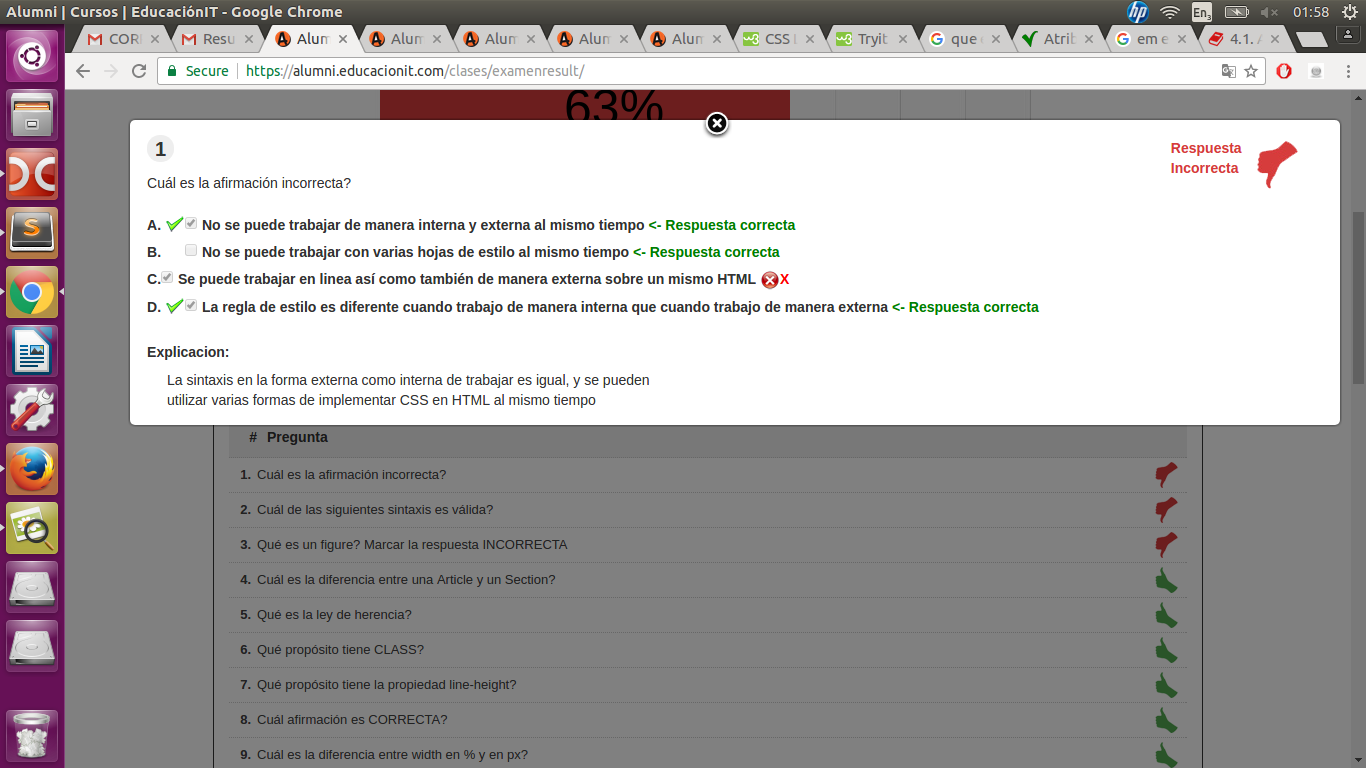 Alumni | Cursos | EducaciónIT - Google Chrome
hp
En3
01:58
CORI
Resu
Alum
Alum
Alum
Alum
Alum
CSS
Tryit
que
Atrib
em e
4.1.
Secure
https://alumni.educacionit.com/clases/examenresult/
63%
1
Respuesta
Incorrecta
Cuál es la afirmación incorrecta?
A. No se puede trabajar de manera interna y externa al mismo tiempo <- Respuesta correcta
B. No se puede trabajar con varias hojas de estilo al mismo tiempo <- Respuesta correcta
C. Se puede trabajar en linea así como también de manera externa sobre un mismo HTML X
D. La regla de estilo es diferente cuando trabajo de manera interna que cuando trabajo de manera externa <- Respuesta correcta
Explicacion:
La sintaxis en la forma externa como interna de trabajar es igual, y se pueden
utilizar varias formas de implementar CSS en HTML al mismo tiempo
# Pregunta
1. Cuál es la afirmación incorrecta?
2. Cuál de las siguientes sintaxis es válida?
3. Qué es un figure? Marcar la respuesta INCORRECTA
4. Cuál es la diferencia entre una Article y un Section?
5. Qué es la ley de herencia?
6. Qué propósito tiene CLASS?
7. Qué propósito tiene la propiedad line-height?
8. Cuál afirmación es CORRECTA?
9. Cuál es la diferencia entre width en % y en px?